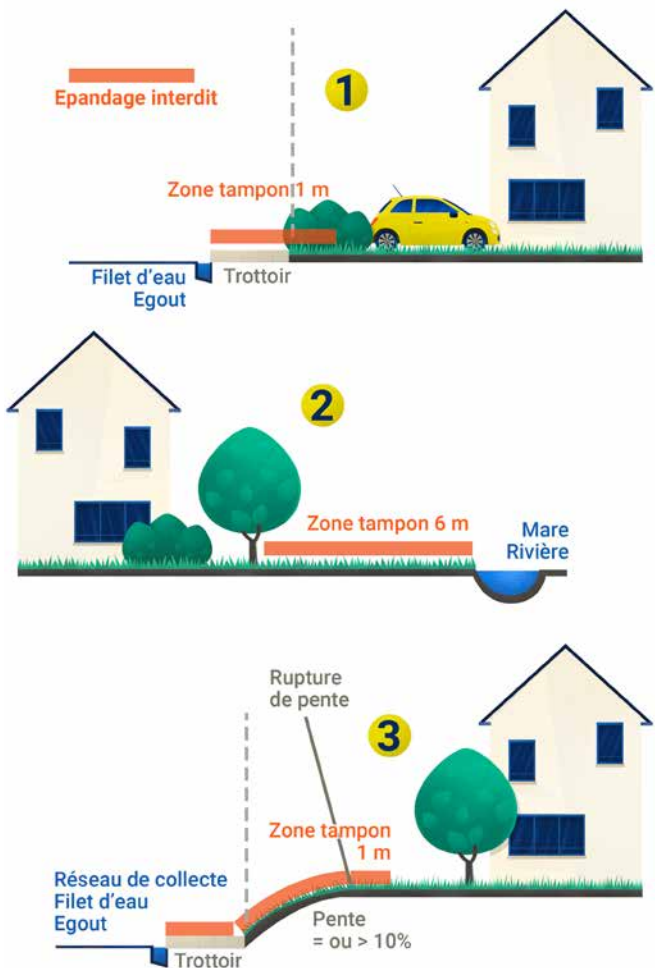 Epandage interdit
1
Zone tampon 1 m
Filet d'eau
Egout
Trottoir
2
Zone tampon 6 m
Mare
Rivière
Rupture
de pente
3
Zone tampon
1 m
Réseau de collecte
Filet d'eau
Egout
Pente
= ou > 10%
Trottoir